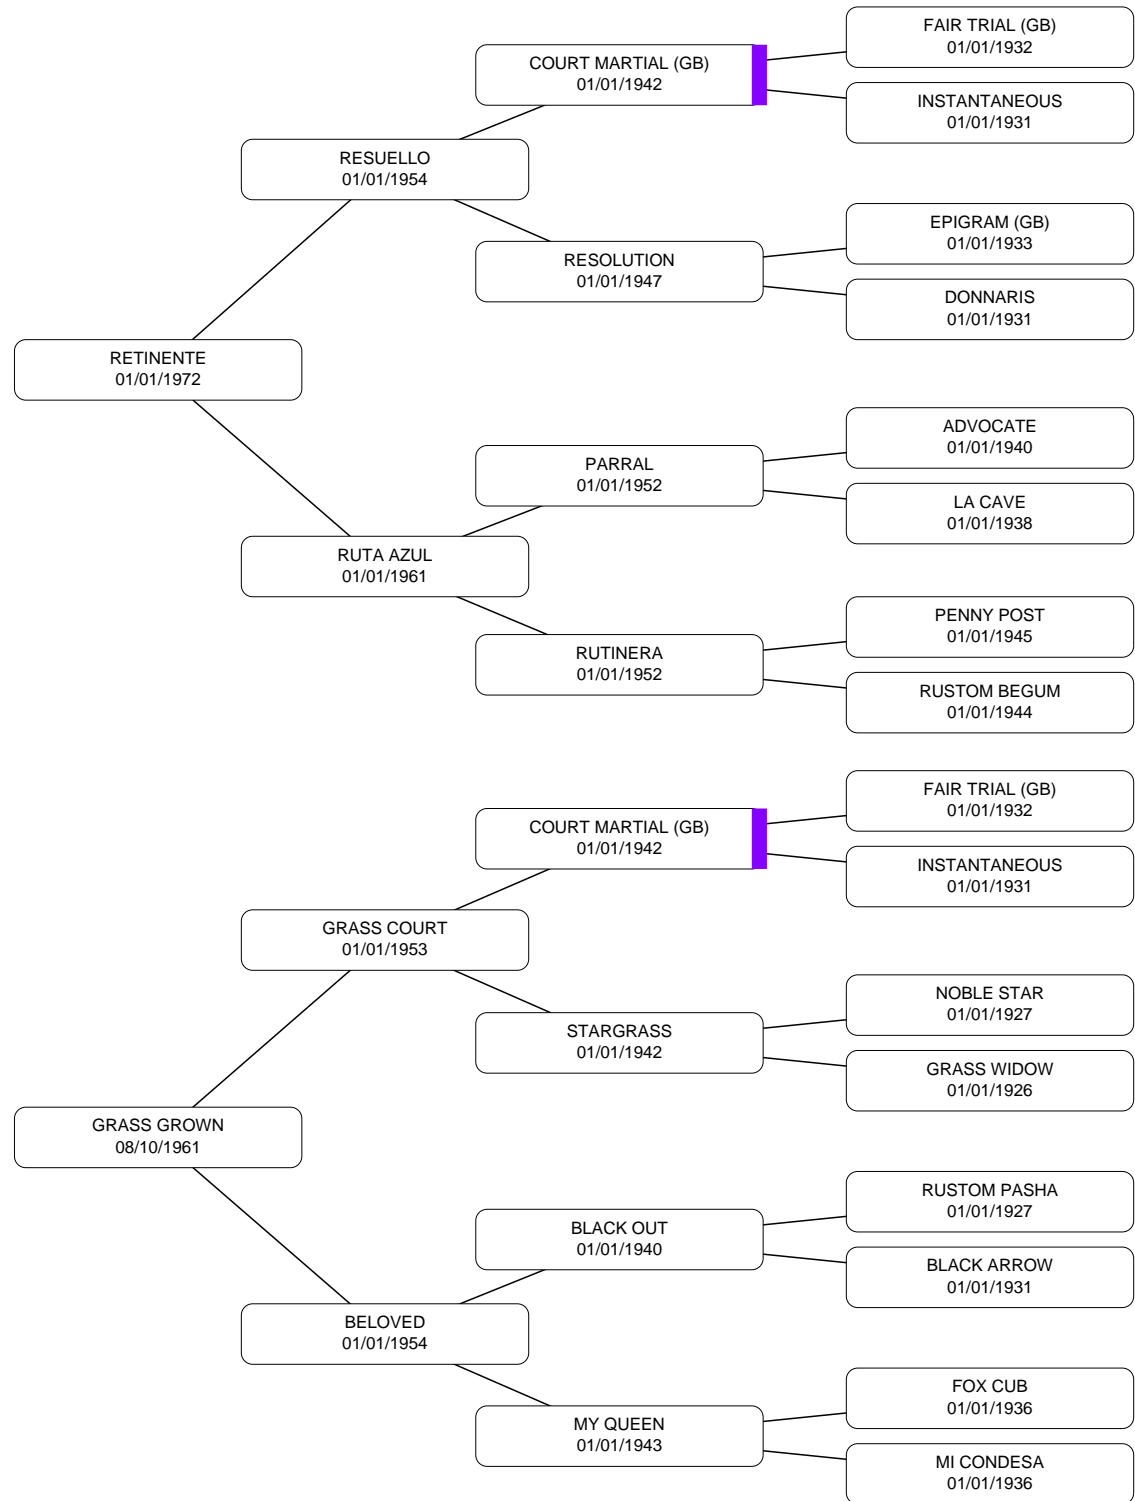 FAIR TRIAL (GB)
01/01/1932
COURT MARTIAL (GB)
01/01/1942
INSTANTANEOUS
01/01/1931
RESUELLO
01/01/1954
EPIGRAM (GB)
01/01/1933
RESOLUTION
01/01/1947
DONNARIS
01/01/1931
RETINENTE
01/01/1972
ADVOCATE
01/01/1940
PARRAL
01/01/1952
LA CAVE
01/01/1938
RUTA AZUL
01/01/1961
PENNY POST
01/01/1945
RUTINERA
01/01/1952
RUSTOM BEGUM
01/01/1944
FAIR TRIAL (GB)
01/01/1932
COURT MARTIAL (GB)
01/01/1942
INSTANTANEOUS
01/01/1931
GRASS COURT
01/01/1953
NOBLE STAR
01/01/1927
STARGRASS
01/01/1942
GRASS WIDOW
01/01/1926
GRASS GROWN
08/10/1961
RUSTOM PASHA
01/01/1927
BLACK OUT
01/01/1940
BLACK ARROW
01/01/1931
BELOVED
01/01/1954
FOX CUB
01/01/1936
MY QUEEN
01/01/1943
MI CONDESA
01/01/1936